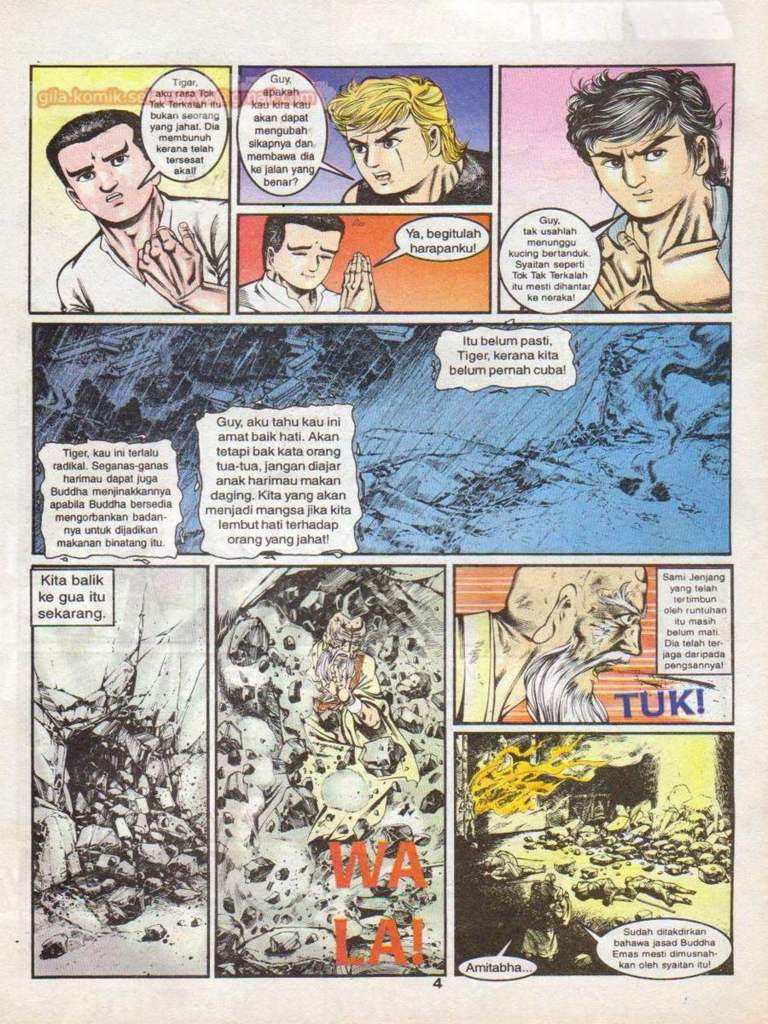 Tiger,
aku rasa Tok
Tak Terkalah itu
bukan seorang
yang jahat. Dia
membunuh
kerana telah
tersesat
akal!
Guy,
apakah
kau kira kau
akan dapat
mengubah
sikapnya dan
membawa dia
ke jalan yang
benar?
Ya, begitulah
harapanku!
Guy,
tak usahlah
menunggu
kucing bertanduk.
Syaitan seperti
Tok Tak Terkalah
itu mesti dihantar
ke neraka!
Itu belum pasti,
Tiger, kerana kita
belum pernah cuba!
Guy, aku tahu kau ini
amat baik hati. Akan
tetapi bak kata orang
tua-tua, jangan diajar
anak harimau makan
daging. Kita yang akan
menjadi mangsa jika kita
lembut hati terhadap
orang yang jahat!
Tiger, kau ini terlalu
radikal. Seganas-ganas
harimau dapat juga
Buddha menjinakkannya
apabila Buddha bersedia
mengorbankan badan-
nya untuk dijadikan
makanan binatang itu.
Kita balik
ke gua itu
sekarang.
WA
LA!
Sami Jenjang
yang telah
tertimbun
oleh runtuhan
itu masih
belum mati.
Dia telah ter-
jaga daripada
pengsannya!
TUK!
Amitabha...
Sudah ditakdirkan
bahawa jasad Buddha
Emas mesti dimusnah-
kan oleh syaitan itu!
4